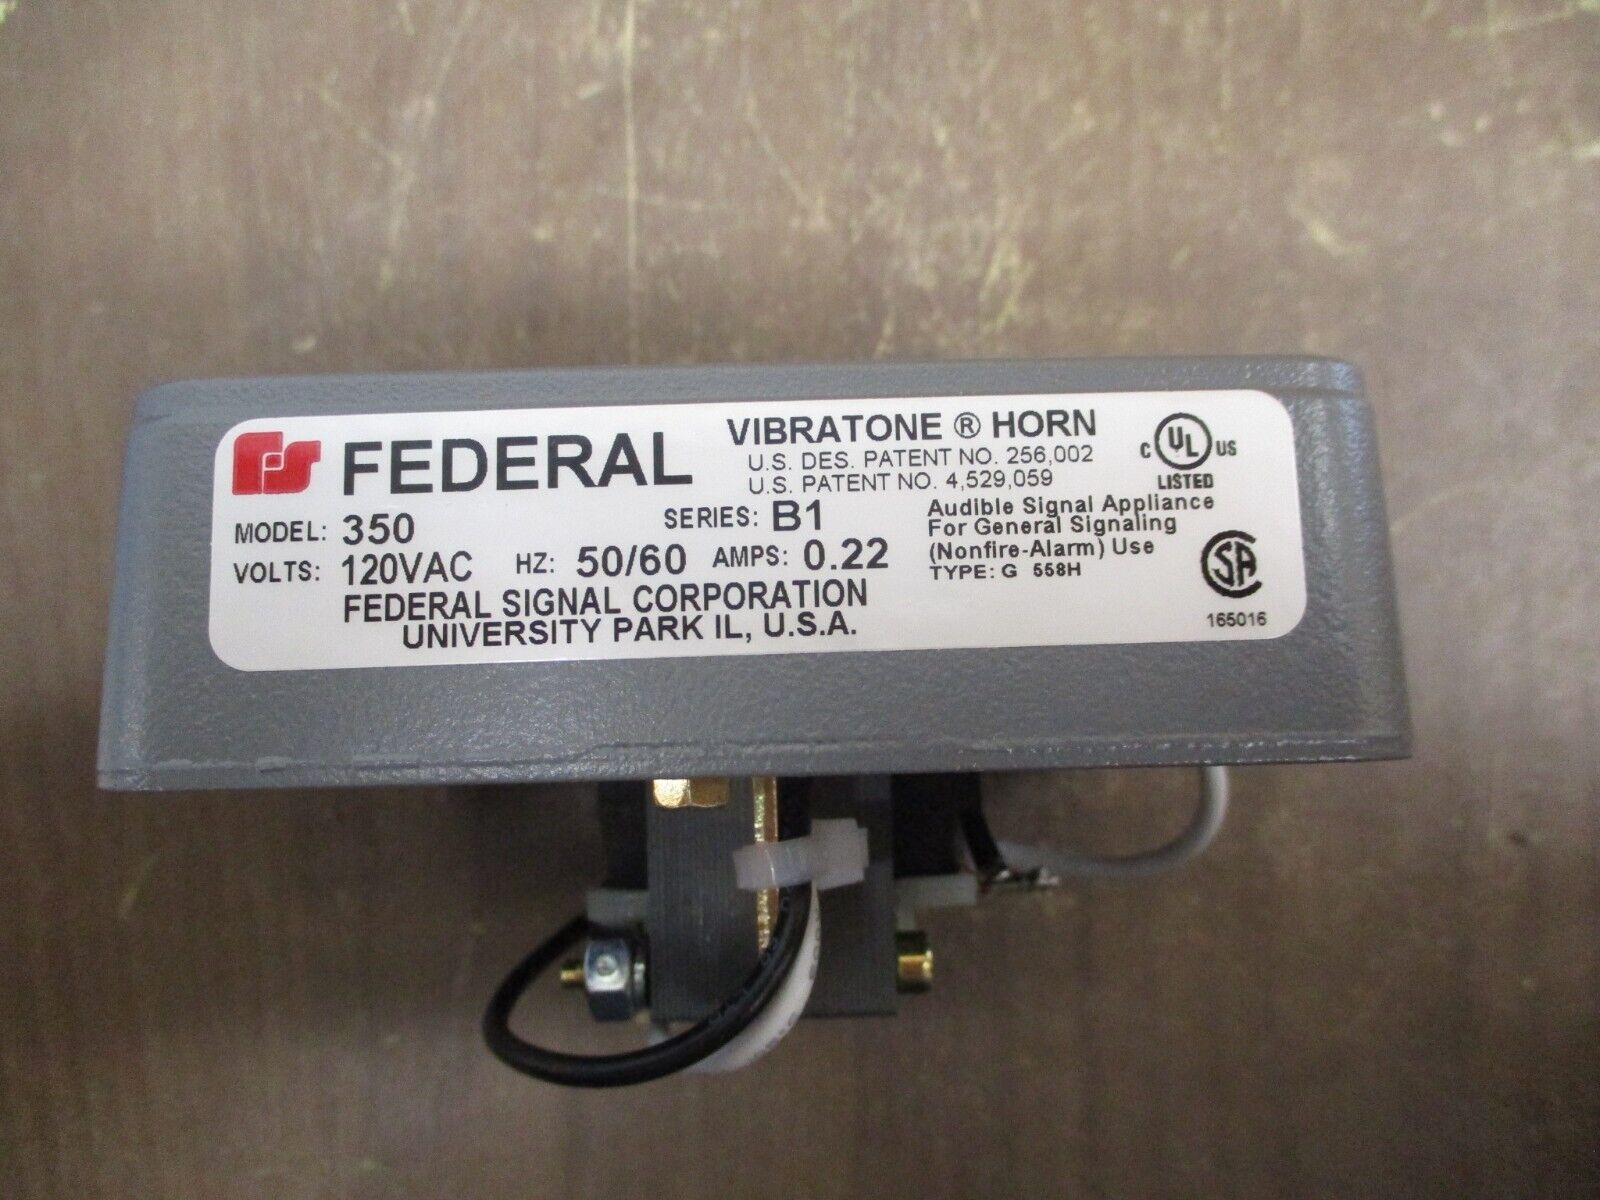 FS FEDERAL
VIBRATONE ® HORN
U.S. DES. PATENT NO. 256,002
U.S. PATENT NO. 4,529,059
C UL US
LISTED
MODEL: 350 SERIES: B1
VOLTS: 120VAC HZ: 50/60 AMPS: 0.22
FEDERAL SIGNAL CORPORATION
UNIVERSITY PARK IL, U.S.A.
Audible Signal Appliance
For General Signaling
(Nonfire-Alarm) Use
TYPE: G 558H
SA
165016